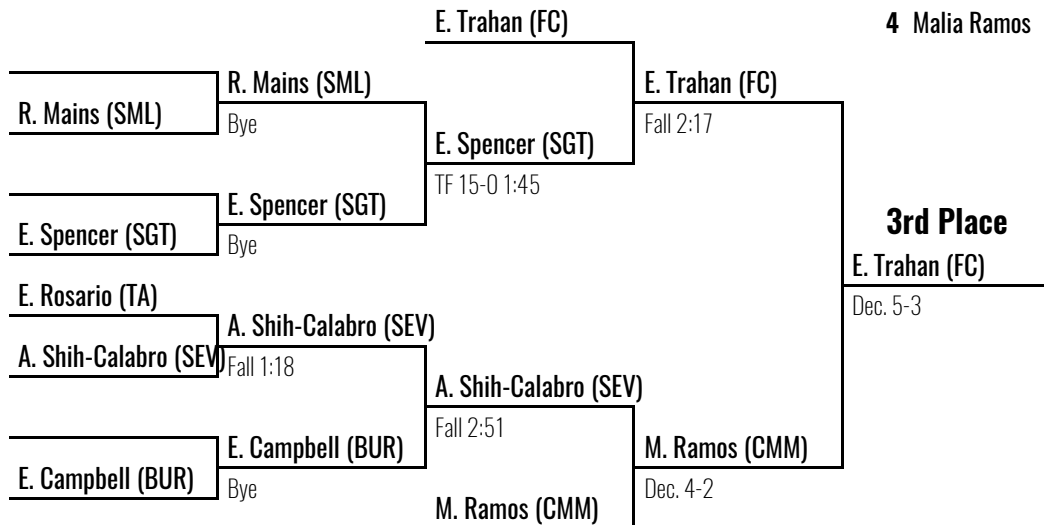 E. Trahan (FC)
4 Malia Ramos
R. Mains (SML)
E. Trahan (FC)
R. Mains (SML)
Bye
Fall 2:17
E. Spencer (SGT)
TF 15-0 1:45
E. Spencer (SGT)
3rd Place
E. Spencer (SGT)
Bye
E. Trahan (FC)
E. Rosario (TA)
Dec. 5-3
A. Shih-Calabro (SEV)
A. Shih-Calabro (SEV)
Fall 1:18
A. Shih-Calabro (SEV)
Fall 2:51
E. Campbell (BUR)
M. Ramos (CMM)
E. Campbell (BUR)
Bye
Dec. 4-2
M. Ramos (CMM)